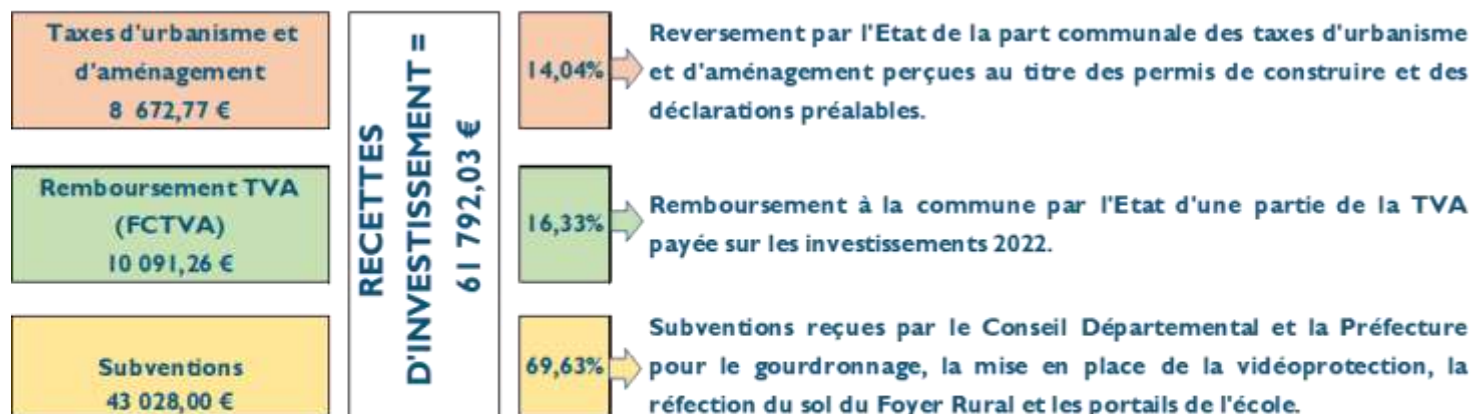 Taxes d'urbanisme et
d'aménagement
8 672,77 €
Remboursement TVA
(FCTVA)
10 091,26 €
Subventions
43 028,00 €
RECETTES
D'INVESTISSEMENT =
61 792,03 €
14,04%
16,33%
69,63%
Reversement par l'Etat de la part communale des taxes d'urbanisme
et d'aménagement perçues au titre des permis de construire et des
déclarations préalables.
Remboursement à la commune par l'Etat d'une partie de la TVA
payée sur les investissements 2022.
Subventions reçues par le Conseil Départemental et la Préfecture
pour le gourdronnage, la mise en place de la vidéoprotection, la
réfection du sol du Foyer Rural et les portails de l'école.